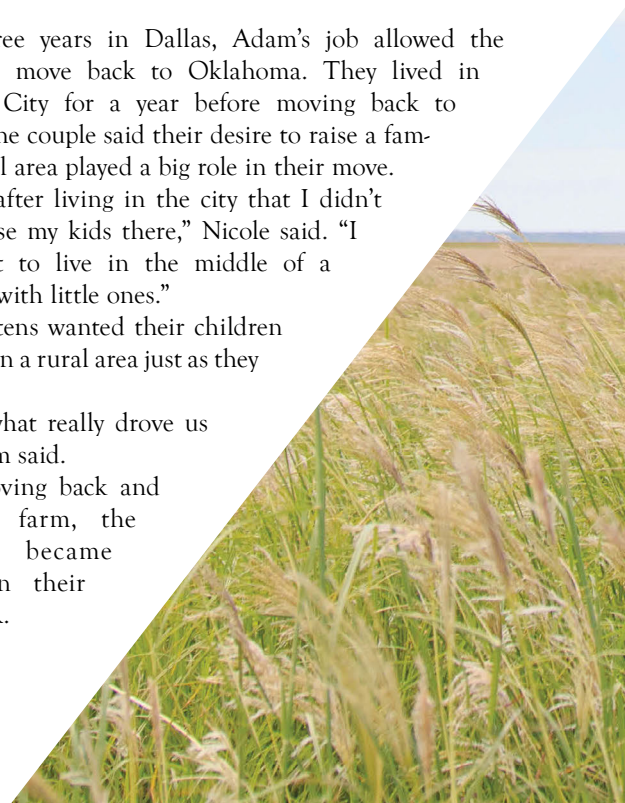 ree years in Dallas, Adam's job allowed the
move back to Oklahoma. They lived in
City for a year before moving back to
he couple said their desire to raise a fam-
l area played a big role in their move.
after living in the city that I didn't
se my kids there," Nicole said. "I
t to live in the middle of a
with little ones."
tens wanted their children
n a rural area just as they
what really drove us
m said.
ving back and
farm, the
became
n their